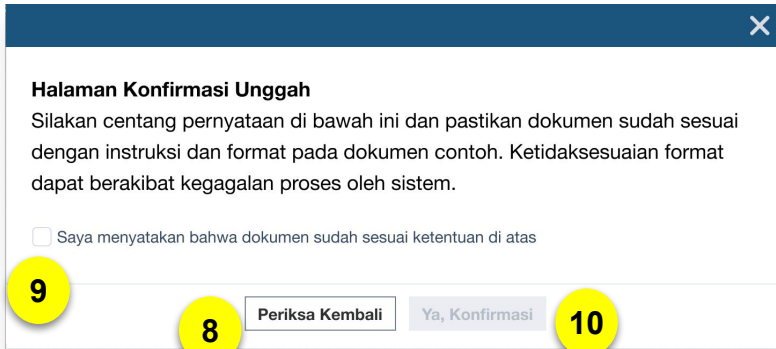 Halaman Konfirmasi Unggah
Silakan centang pernyataan di bawah ini dan pastikan dokumen sudah sesuai
dengan instruksi dan format pada dokumen contoh. Ketidaksesuaian format
dapat berakibat kegagalan proses oleh sistem.
Saya menyatakan bahwa dokumen sudah sesuai ketentuan di atas
9
8
Periksa Kembali
Ya, Konfirmasi
10